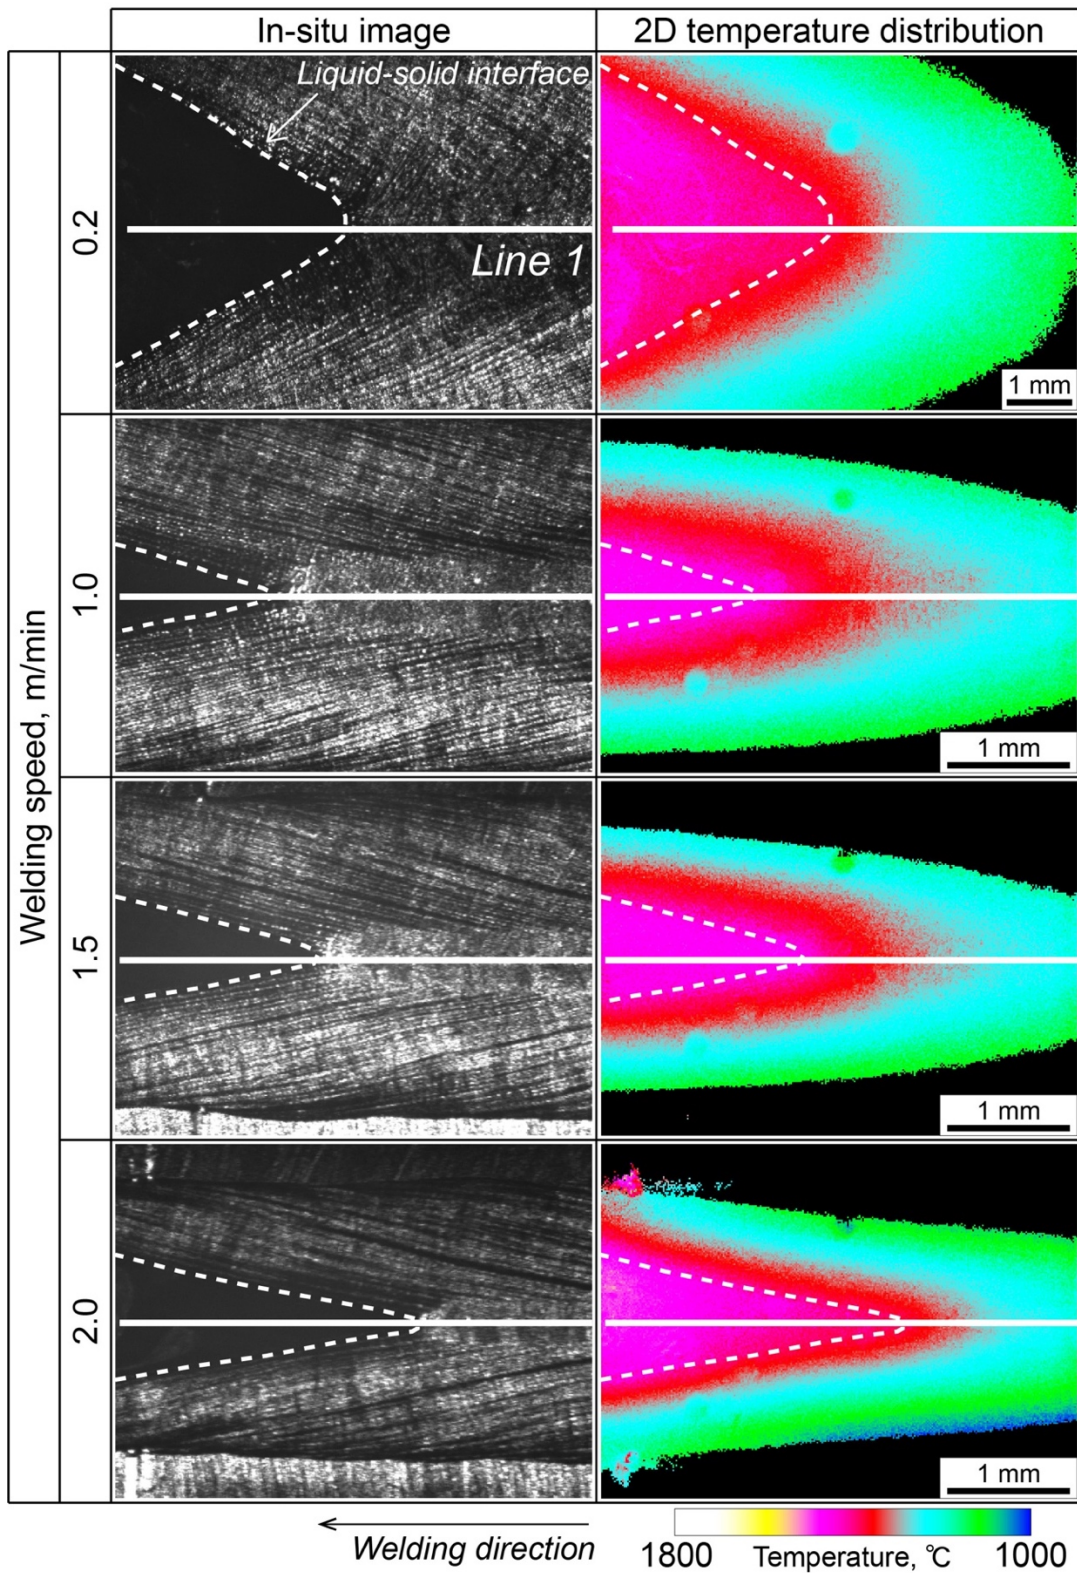 In-situ image
2D temperature distribution
Welding speed, m/min
0.2
Liquid-solid interface
Line 1
1 mm
1.0
1 mm
1.5
1 mm
2.0
1 mm
Welding direction
1800 Temperature, ℃ 1000